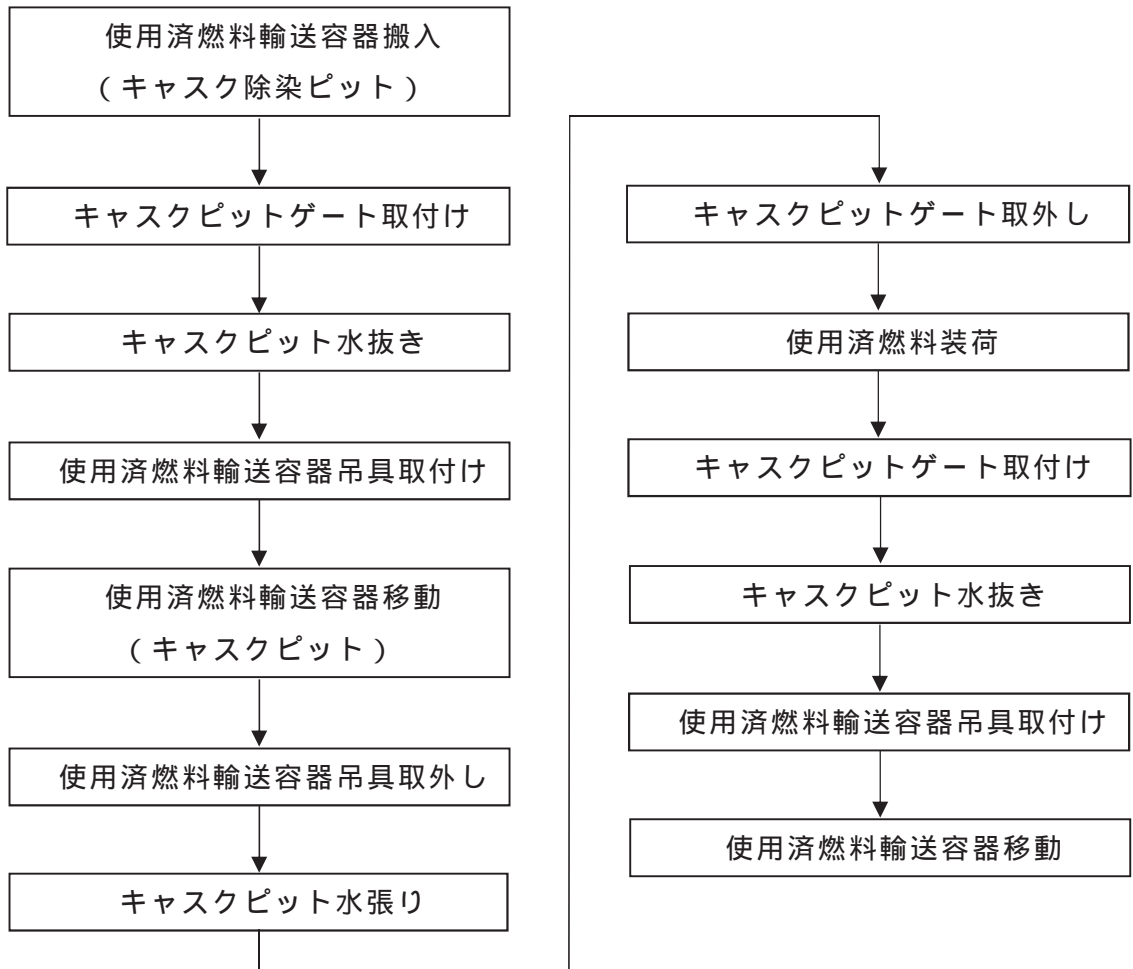 使用済燃料輸送容器搬入
（キャスク除染ピット）
キャスクピットゲート取付け
キャスクピット水抜き
使用済燃料輸送容器吊具取付け
使用済燃料輸送容器移動
（キャスクピット）
使用済燃料輸送容器吊具取外し
キャスクピット水張り
キャスクピットゲート取外し
使用済燃料装荷
キャスクピットゲート取付け
キャスクピット水抜き
使用済燃料輸送容器吊具取付け
使用済燃料輸送容器移動